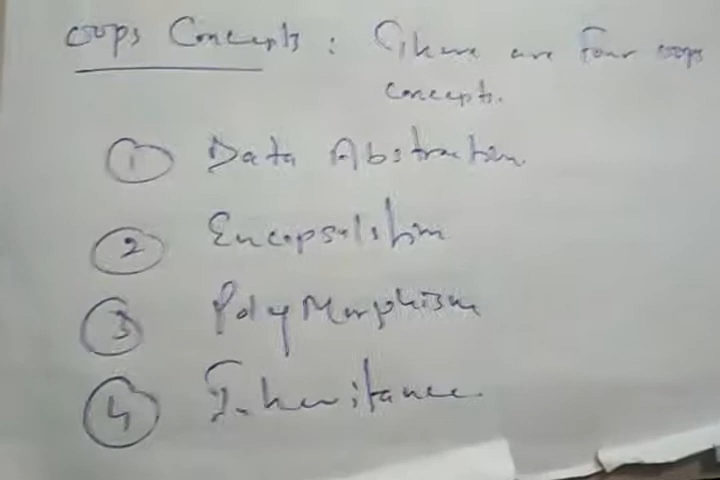 OOPS Concepts : There are Four oops
concepts.
1 Data Abstraction.
2 Encapsulation
3 PolyMorphism
4 Inheritance.